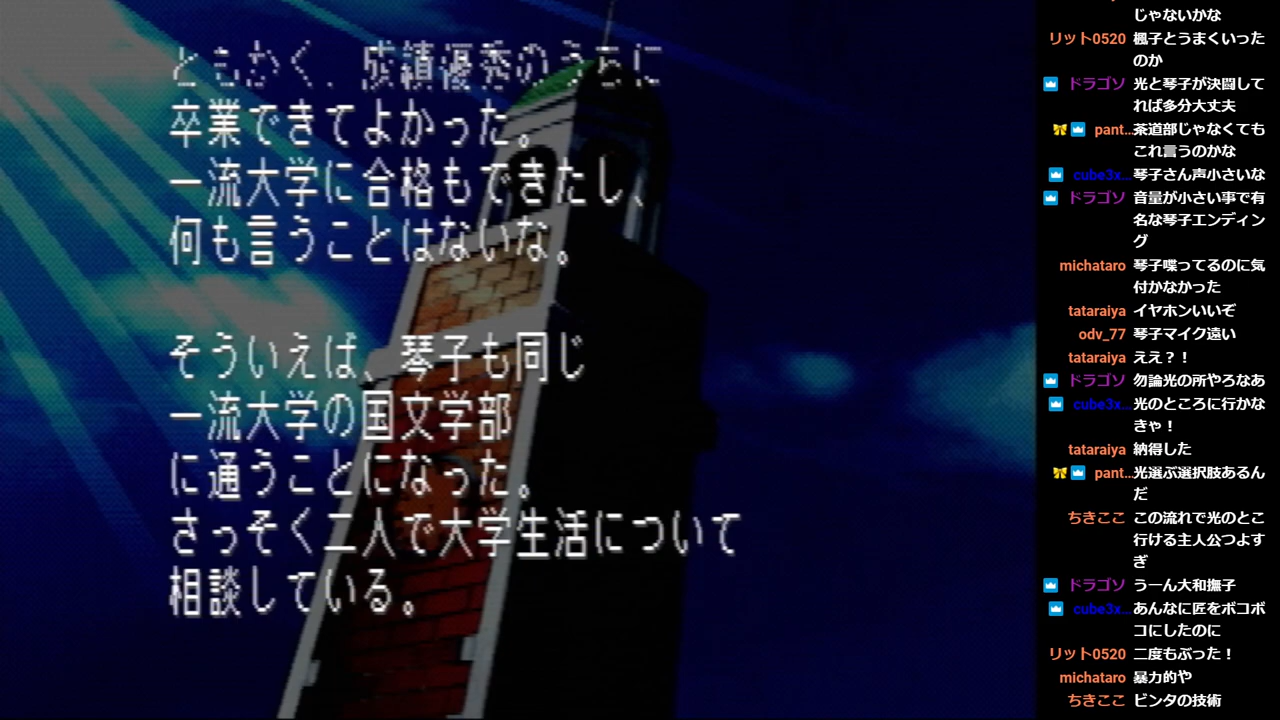 ともかく、成績優秀のうちに
卒業できてよかった。
一流大学に合格もできたし、
何も言うことはないな。
そういえば、琴子も同じ
一流大学の国文学部
に通うことになった。
さっそく二人で大学生活について
相談している。
じゃないかな
リット0520 楓子とうまくいった
のか
ドラゴソ 光と琴子が決闘して
れば多分大丈夫
pant… 茶道部じゃなくても
これ言うのかな
cube3x… 琴子さん声小さいな
ドラゴソ 音量が小さい事で有
名な琴子エンディン
グ
michataro 琴子喋ってるのに気
付かなかった
tataraiya イヤホンいいぞ
odv_77 琴子マイク遠い
tataraiya ええ？！
ドラゴソ 勿論光の所やろなあ
cube3x… 光のところに行かな
きゃ！
tataraiya 納得した
pant… 光選ぶ選択肢あるん
だ
ちきここ この流れで光のとこ
行ける主人公つよす
ぎ
ドラゴソ うーん大和撫子
cube3x… あんなに匠をボコボ
コにしたのに
リット0520 二度もぶった！
michataro 暴力的や
ちきここ ビンタの技術